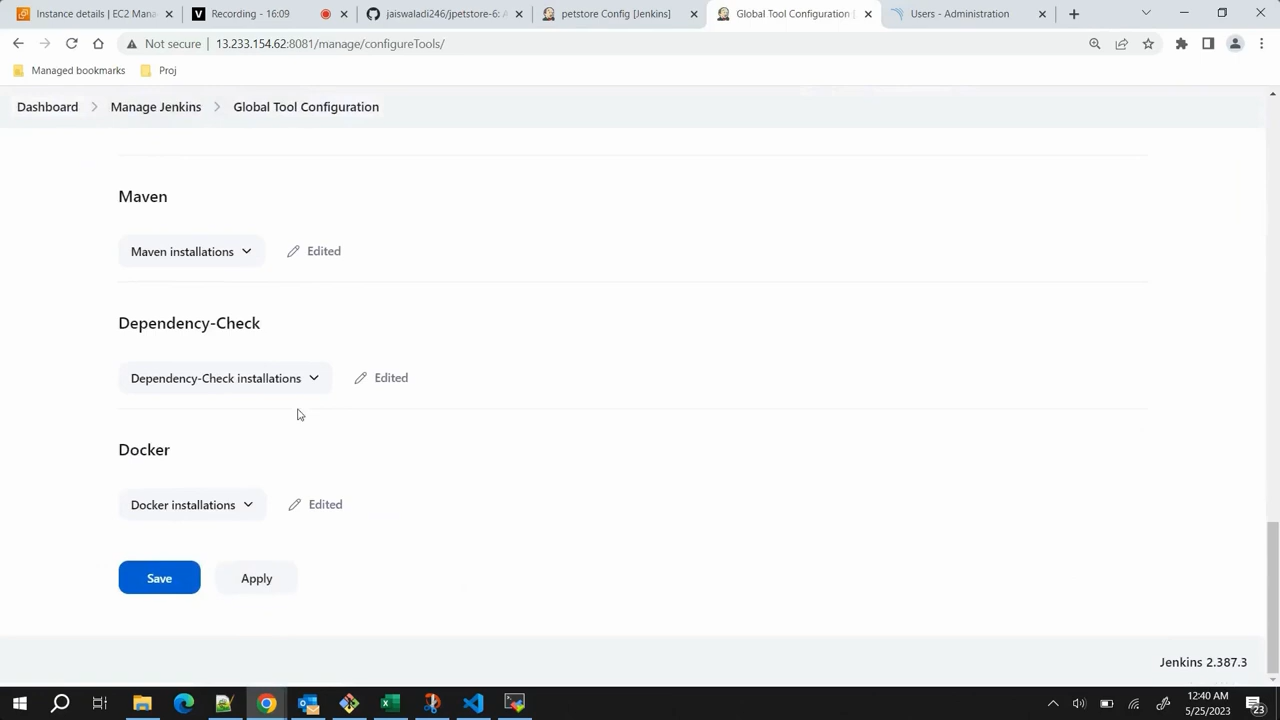 Instance details | EC2 Mana
Recording - 16:09
jaiswaladi246/jpetstore-6: A
petstore Config [Jenkins]
Global Tool Configuration [
Users - Administration
Not secure
13.233.154.62:8081/manage/configureTools/
Managed bookmarks
Proj
Dashboard
Manage Jenkins
Global Tool Configuration
Maven
Maven installations
Edited
Dependency-Check
Dependency-Check installations
Edited
Docker
Docker installations
Edited
Save
Apply
Jenkins 2.387.3
12:40 AM
5/25/2023
23